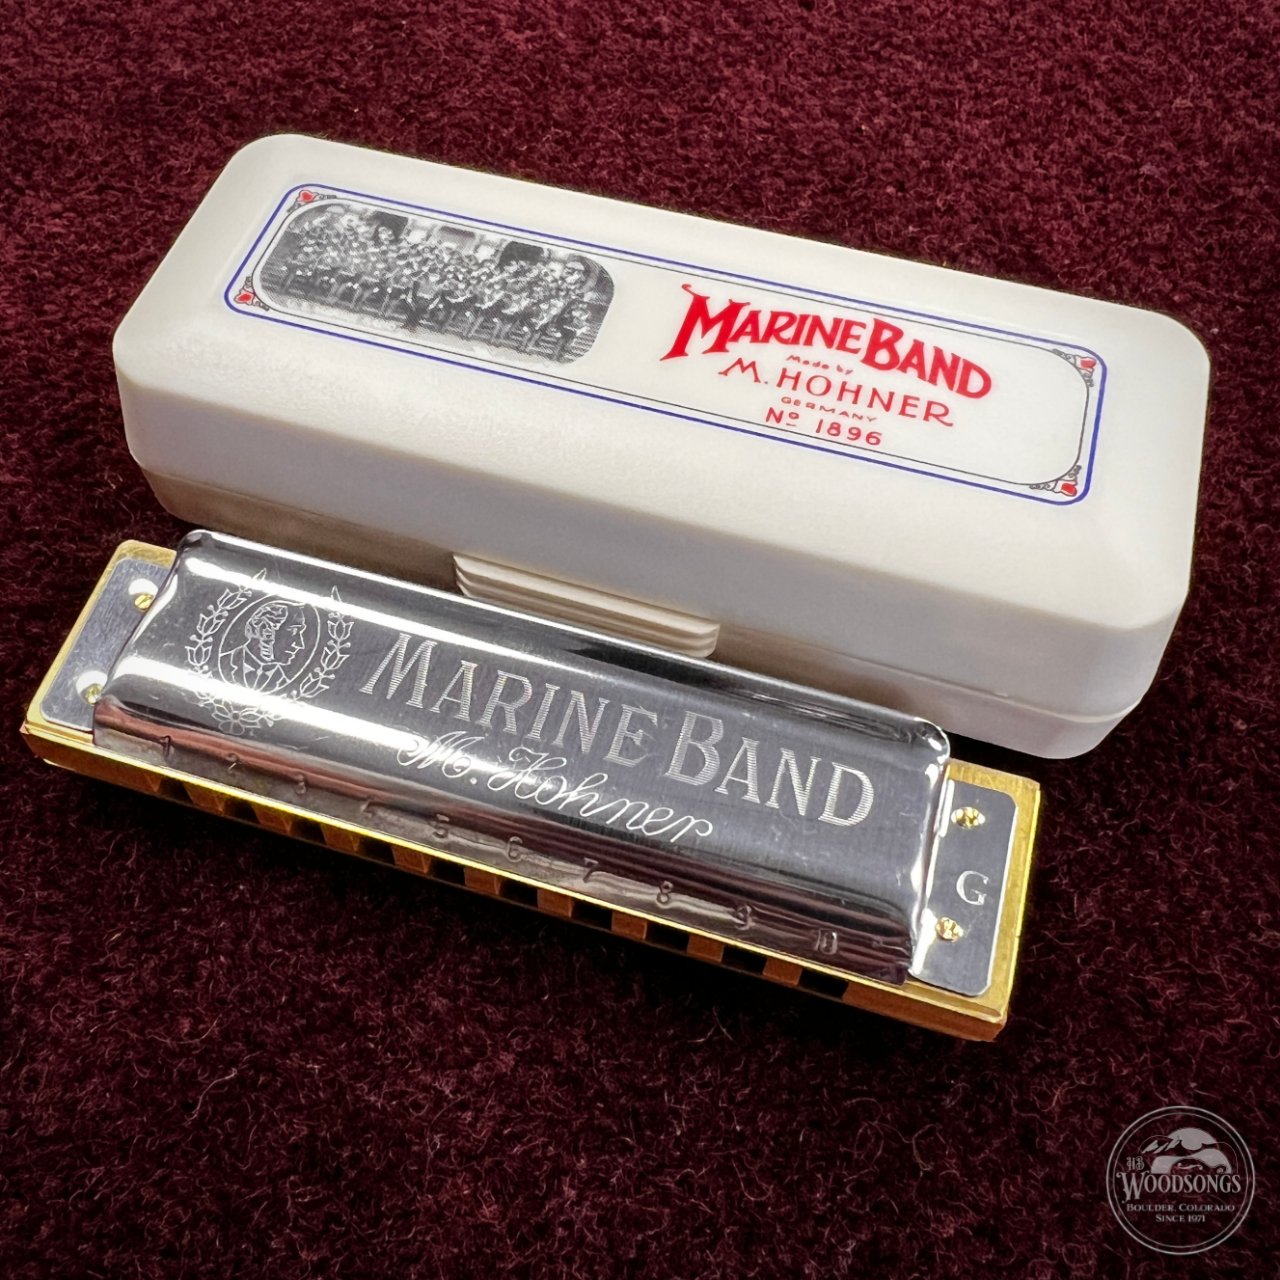 MARINE BAND
Made by
M. HOHNER
GERMANY
Nº 1896
MARINE BAND
M. Hohner
1 2 3 4 5 6 7 8 9 10
G
HB
WOODSONGS
BOULDER, COLORADO
SINCE 1971